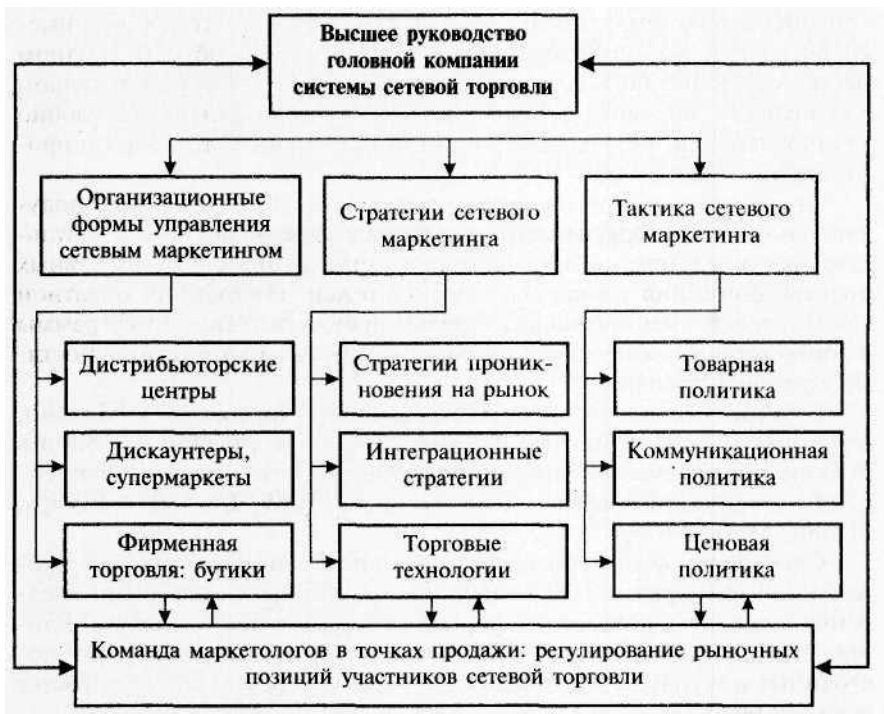 Высшее руководство
головной компании
системы сетевой торговли
Организационные
формы управления
сетевым маркетингом
Стратегии сетевого
маркетинга
Тактика сетевого
маркетинга
Дистрибьюторские
центры
Стратегии проник-
новения на рынок
Товарная
политика
Дискаунтеры,
супермаркеты
Интеграционные
стратегии
Коммуникационная
политика
Фирменная
торговля: бутики
Торговые
технологии
Ценовая
политика
Команда маркетологов в точках продажи: регулирование рыночных
позиций участников сетевой торговли